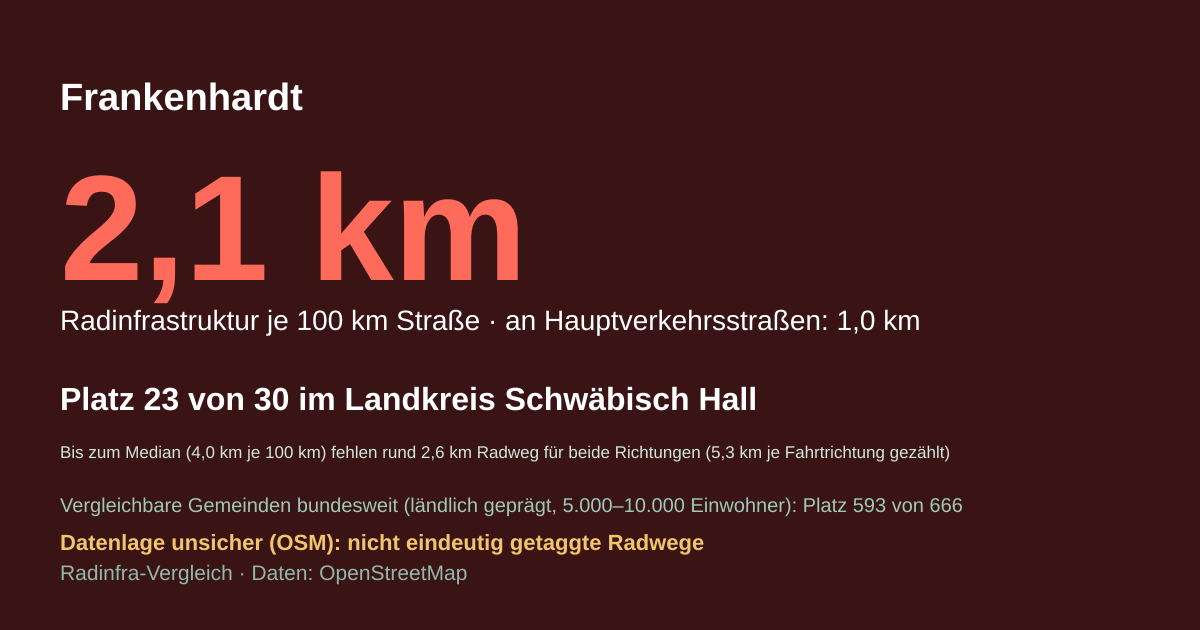 Frankenhardt
2,1 km
Radinfrastruktur je 100 km Straße · an Hauptverkehrsstraßen: 1,0 km
Platz 23 von 30 im Landkreis Schwäbisch Hall
Bis zum Median (4,0 km je 100 km) fehlen rund 2,6 km Radweg für beide Richtungen (5,3 km je Fahrtrichtung gezählt)
Vergleichbare Gemeinden bundesweit (ländlich geprägt, 5.000–10.000 Einwohner): Platz 593 von 666
Datenlage unsicher (OSM): nicht eindeutig getaggte Radwege
Radinfra-Vergleich · Daten: OpenStreetMap